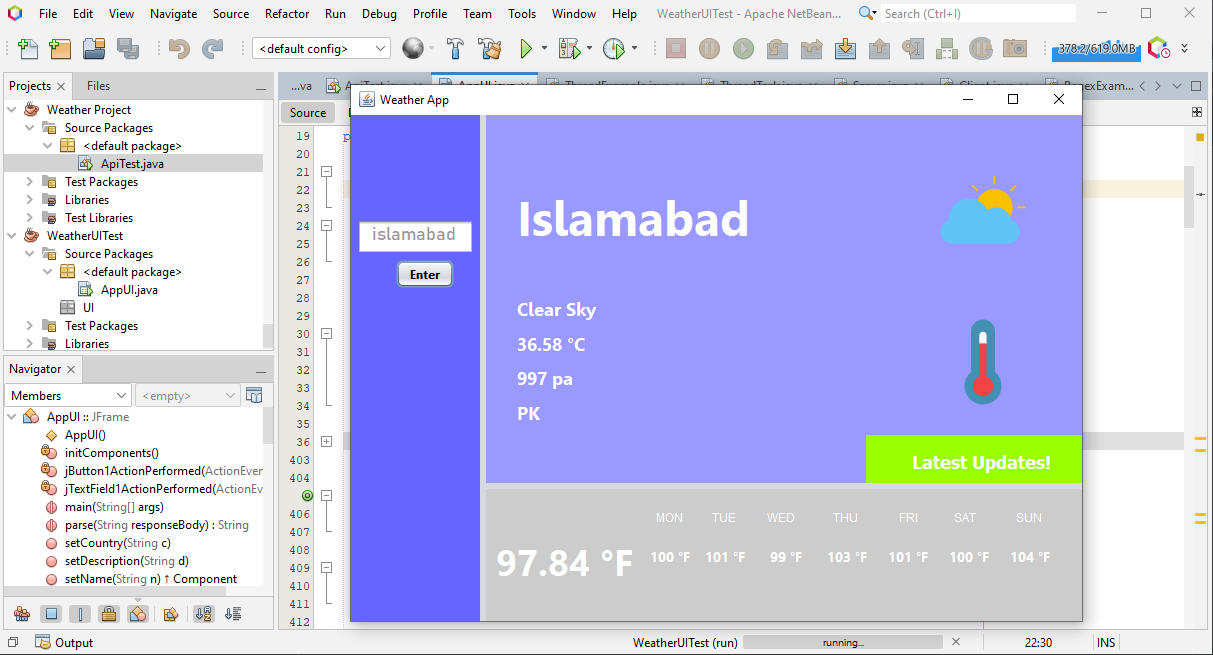 File Edit View Navigate Source Refactor Run Debug Profile Team Tools Window Help WeatherUITest - Apache NetBean... Search (Ctrl+I)
<default config> 378.2/619.0MB
Projects Files
...va AppUI.java
Weather Project
Source Packages
<default package>
ApiTest.java
Test Packages
Libraries
Test Libraries
WeatherUITest
Source Packages
<default package>
AppUI.java
UI
Test Packages
Libraries
Navigator
Members <empty>
AppUI :: JFrame
AppUI()
initComponents()
jButton1ActionPerformed(ActionEven
jTextField1ActionPerformed(ActionEv
main(String[] args)
parse(String responseBody) : String
setCountry(String c)
setDescription(String d)
setName(String n) ↑ Component
Source
19
20
21
22
23
24
25
26
27
28
29
30
31
32
33
34
35
36
403
404
406
407
408
409
410
411
412
Weather App
islamabad
Enter
Islamabad
Clear Sky
36.58 °C
997 pa
PK
Latest Updates!
MON TUE WED THU FRI SAT SUN
97.84 °F 100 °F 101 °F 99 °F 103 °F 101 °F 100 °F 104 °F
Output WeatherUITest (run) running... 22:30 INS